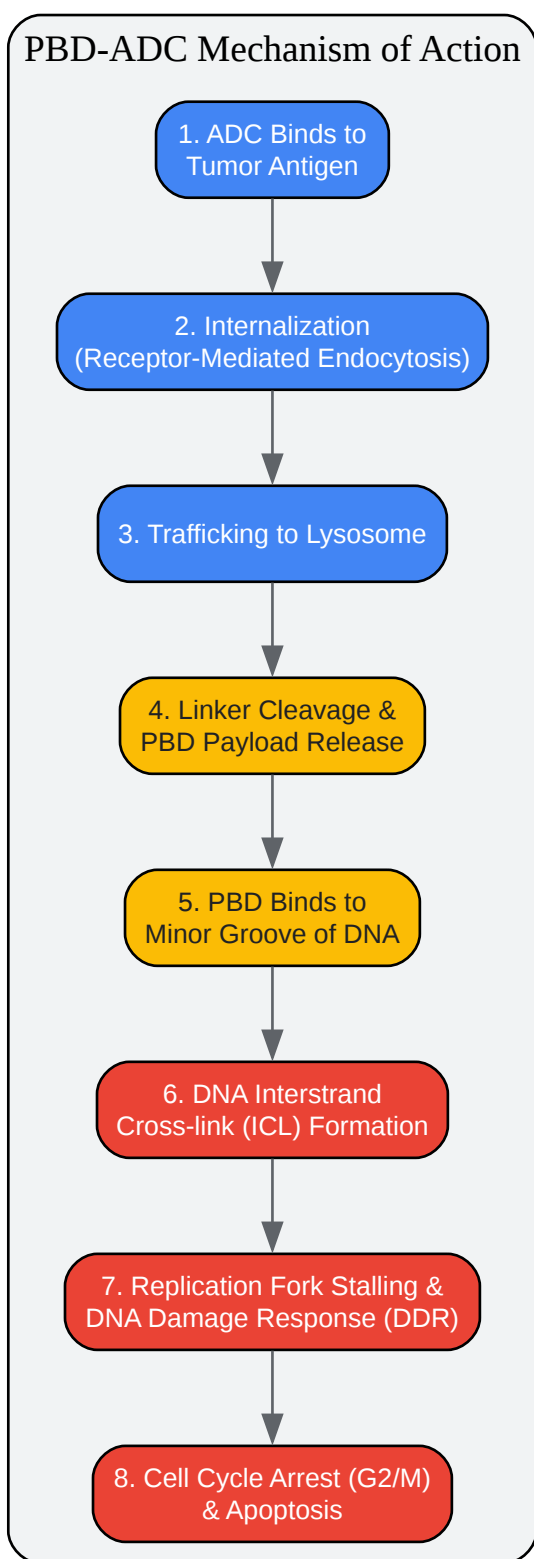 PBD-ADC Mechanism of Action
1. ADC Binds to
Tumor Antigen
2. Internalization
(Receptor-Mediated Endocytosis)
3. Trafficking to Lysosome
4. Linker Cleavage &
PBD Payload Release
5. PBD Binds to
Minor Groove of DNA
6. DNA Interstrand
Cross-link (ICL) Formation
7. Replication Fork Stalling &
DNA Damage Response (DDR)
8. Cell Cycle Arrest (G2/M)
& Apoptosis